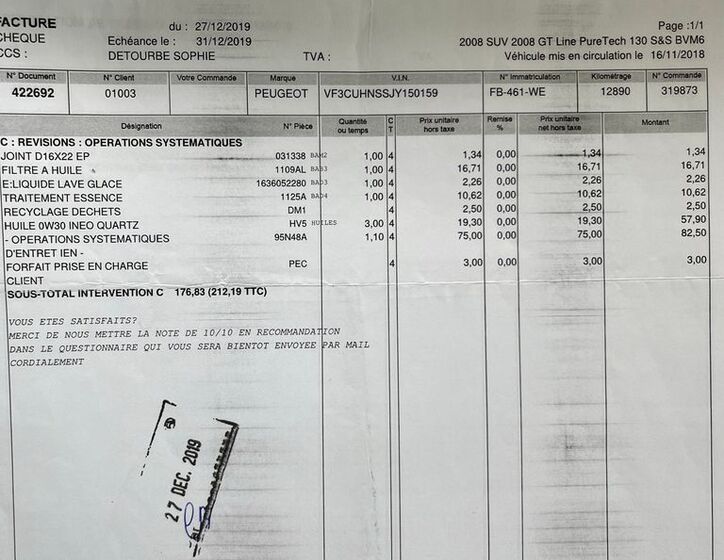 FACTURE
du : 27/12/2019
Page :1/1
CHEQUE
Echéance le : 31/12/2019
2008 SUV 2008 GT Line PureTech 130 S&S BVM6
CCS :
DETOURBE SOPHIE
TVA :
Véhicule mis en circulation le 16/11/2018
N° Document N° Client Votre Commande Marque V.I.N. N° Immatriculation Kilométrage N° Commande
422692 01003 PEUGEOT VF3CUHNSSJY150159 FB-461-WE 12890 319873
Désignation N° Pièce Quantité ou temps C T Prix unitaire hors taxe Remise % Prix unitaire net hors taxe Montant
C : REVISIONS : OPERATIONS SYSTEMATIQUES
JOINT D16X22 EP 031338 1,00 4 1,34 0,00 1,34 1,34
FILTRE A HUILE 1109AL 1,00 4 16,71 0,00 16,71 16,71
E:LIQUIDE LAVE GLACE 1636052280 1,00 4 2,26 0,00 2,26 2,26
TRAITEMENT ESSENCE 1125A 1,00 4 10,62 0,00 10,62 10,62
RECYCLAGE DECHETS DM1 4 2,50 0,00 2,50 2,50
HUILE 0W30 INEO QUARTZ HV5 HUILES 3,00 4 19,30 0,00 19,30 57,90
- OPERATIONS SYSTEMATIQUES 95N48A 1,10 4 75,00 0,00 75,00 82,50
D'ENTRET IEN -
FORFAIT PRISE EN CHARGE PEC 4 3,00 0,00 3,00 3,00
CLIENT
SOUS-TOTAL INTERVENTION C 176,83 (212,19 TTC)
VOUS ETES SATISFAITS?
MERCI DE NOUS METTRE LA NOTE DE 10/10 EN RECOMMANDATION
DANS LE QUESTIONNAIRE QUI VOUS SERA BIENTOT ENVOYEE PAR MAIL
CORDIALEMENT
27 DEC. 2019